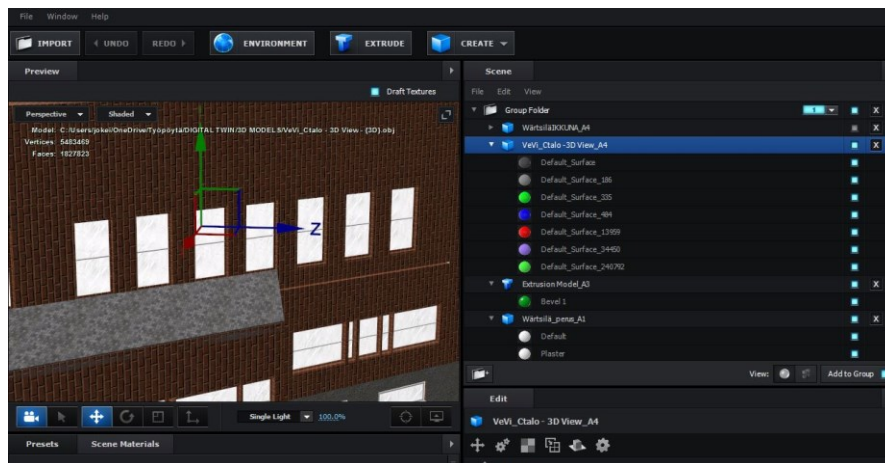 File Window Help
IMPORT UNDO REDO ENVIRONMENT EXTRUDE CREATE
Preview
Draft Textures
Perspective Shaded
Model: C:/Users/jokei/OneDrive/Työpöytä/DIGITAL TWIN/3D MODELS/VeVi_Ctalo - 3D View - {3D}.obj
Vertices: 5483469
Faces: 1827823
Z
Single Light 100.0%
Presets Scene Materials
Scene
File Edit View
Group Folder 1 X
WärtsiläIKKUNA_A4 X
VeVi_Ctalo -3D View_A4 X
Default_Surface
Default_Surface_186
Default_Surface_335
Default_Surface_484
Default_Surface_13959
Default_Surface_34450
Default_Surface_240792
Extrusion Model_A3 X
Bevel 1
Wärtsilä_perus_A1 X
Default
Plaster
View: Add to Group
Edit
VeVi_Ctalo - 3D View_A4